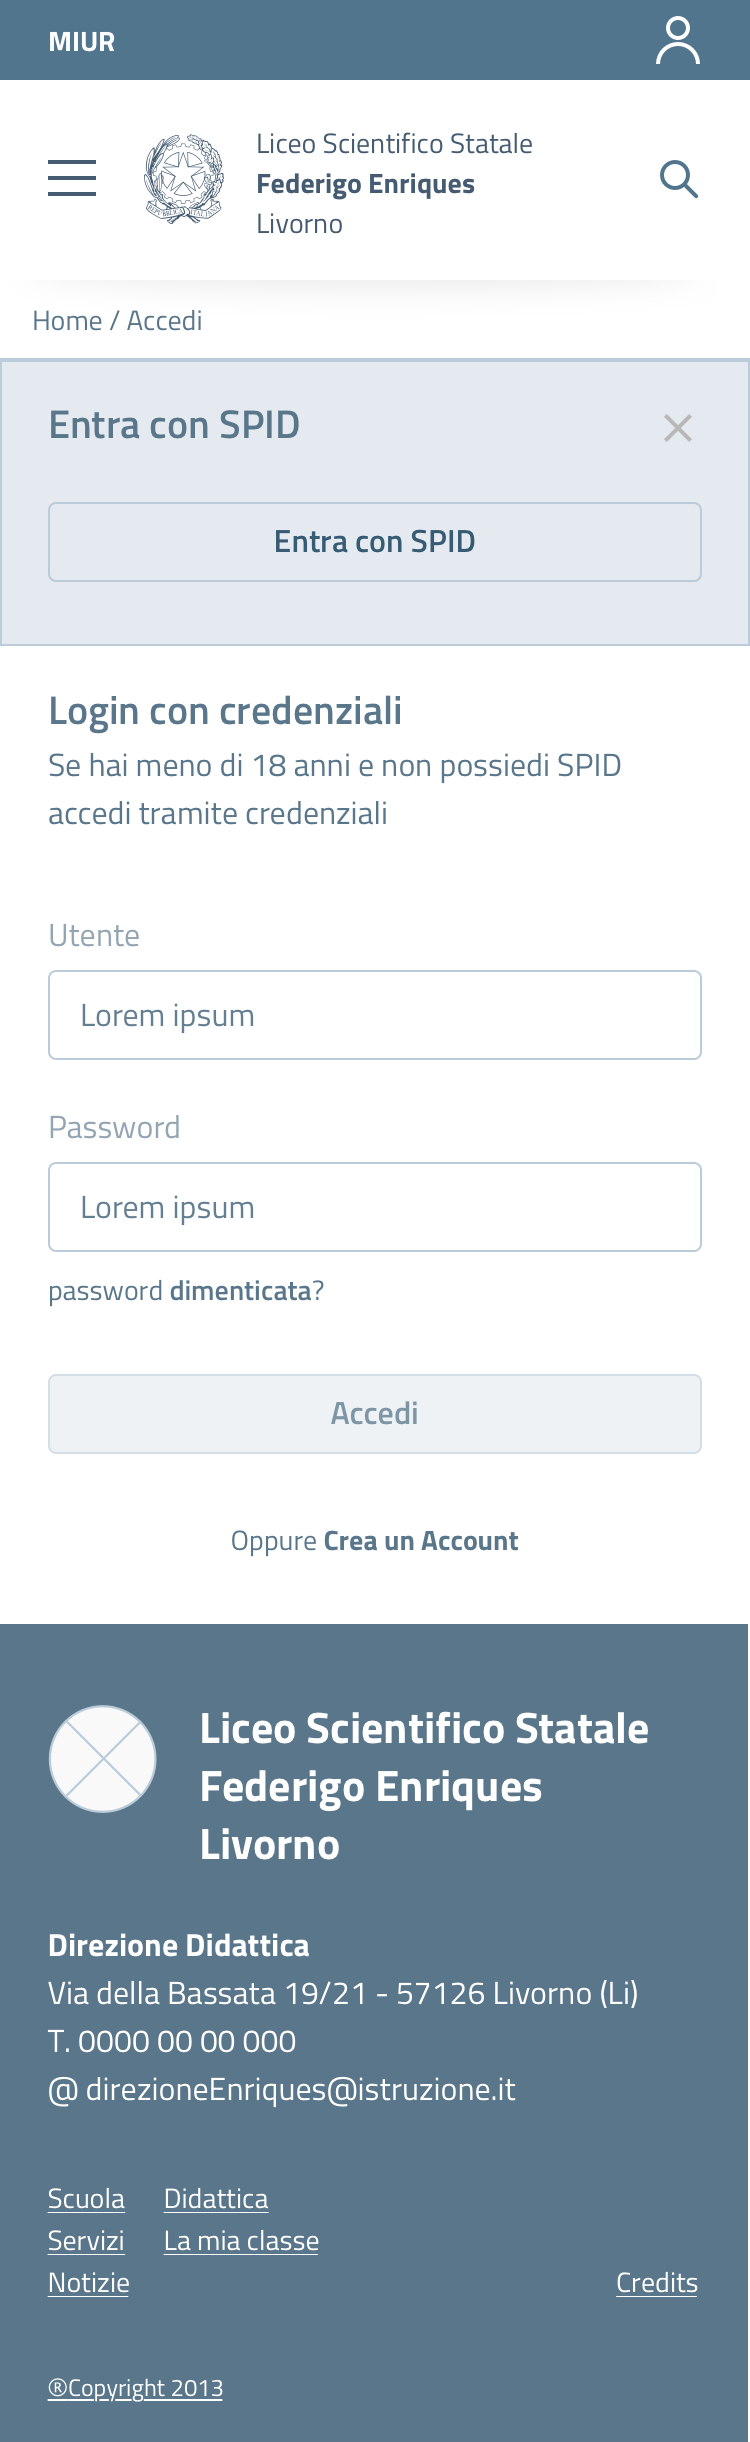 MIUR
Liceo Scientifico Statale
Federigo Enriques
Livorno
REPVBBLICA ITALIANA
Home / Accedi
Entra con SPID
Entra con SPID
Login con credenziali
Se hai meno di 18 anni e non possiedi SPID
accedi tramite credenziali
Utente
Lorem ipsum
Password
Lorem ipsum
password dimenticata?
Accedi
Oppure Crea un Account
Liceo Scientifico Statale
Federigo Enriques
Livorno
Direzione Didattica
Via della Bassata 19/21 - 57126 Livorno (Li)
T. 0000 00 00 000
@ direzioneEnriques@istruzione.it
Scuola Didattica
Servizi La mia classe
Notizie Credits
®Copyright 2013